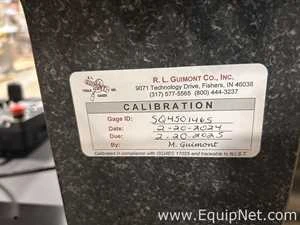 R. L. GUIMONT CO., INC.
9071 Technology Drive, Fishers, IN 46038
(317) 577-5565 (800) 444-3237
CALIBRATION
Gage ID: SQ4501465
Date: 2-20-2024
Due: 2-20-2025
By: M. Guimont
Calibrated in compliance with ISO/IEC 17025 and traceable to N.I.S.T.
www.EquipNet.com